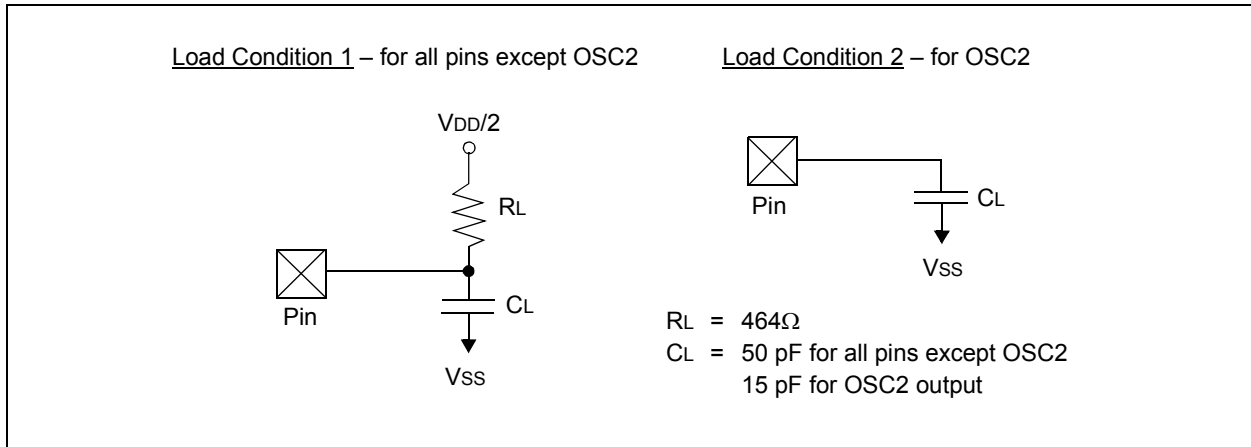 Load Condition 1 – for all pins except OSC2
Load Condition 2 – for OSC2
VDD/2
RL
Pin
CL
VSS
Pin
CL
VSS
RL = 464Ω
CL = 50 pF for all pins except OSC2
15 pF for OSC2 output